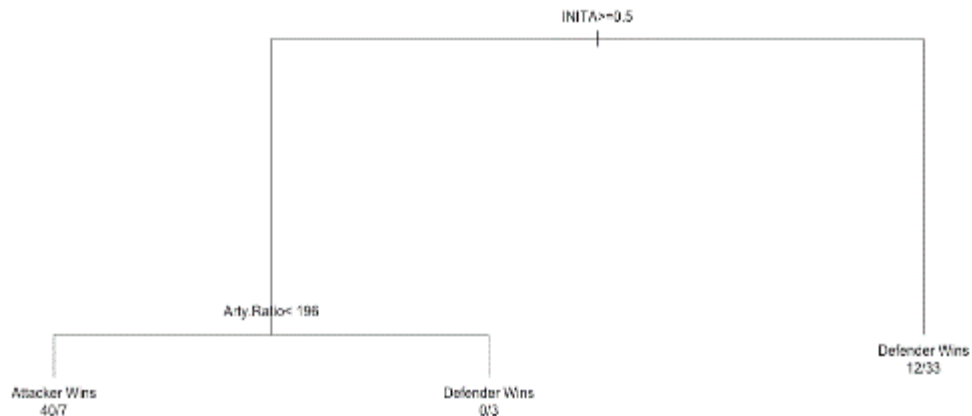 INITA>=0.5
Arty.Ratio< 196
Defender Wins
12/33
Attacker Wins
40/7
Defender Wins
0/3